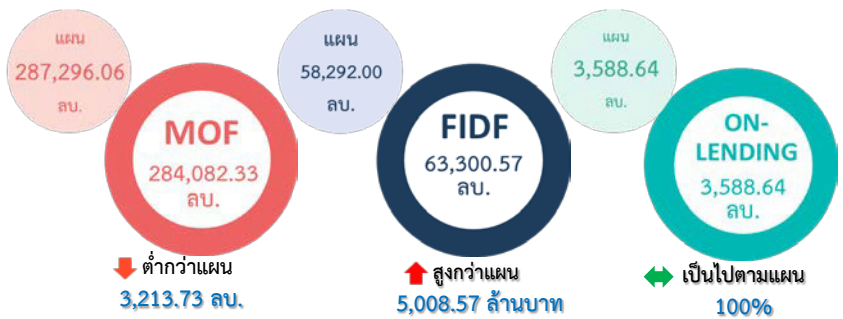 แผน
287,296.06
ลบ.
MOF
284,082.33
ลบ.
ต่ำกว่าแผน
3,213.73 ลบ.
แผน
58,292.00
ลบ.
FIDF
63,300.57
ลบ.
สูงกว่าแผน
5,008.57 ล้านบาท
แผน
3,588.64
ลบ.
ON-
LENDING
3,588.64
ลบ.
เป็นไปตามแผน
100%